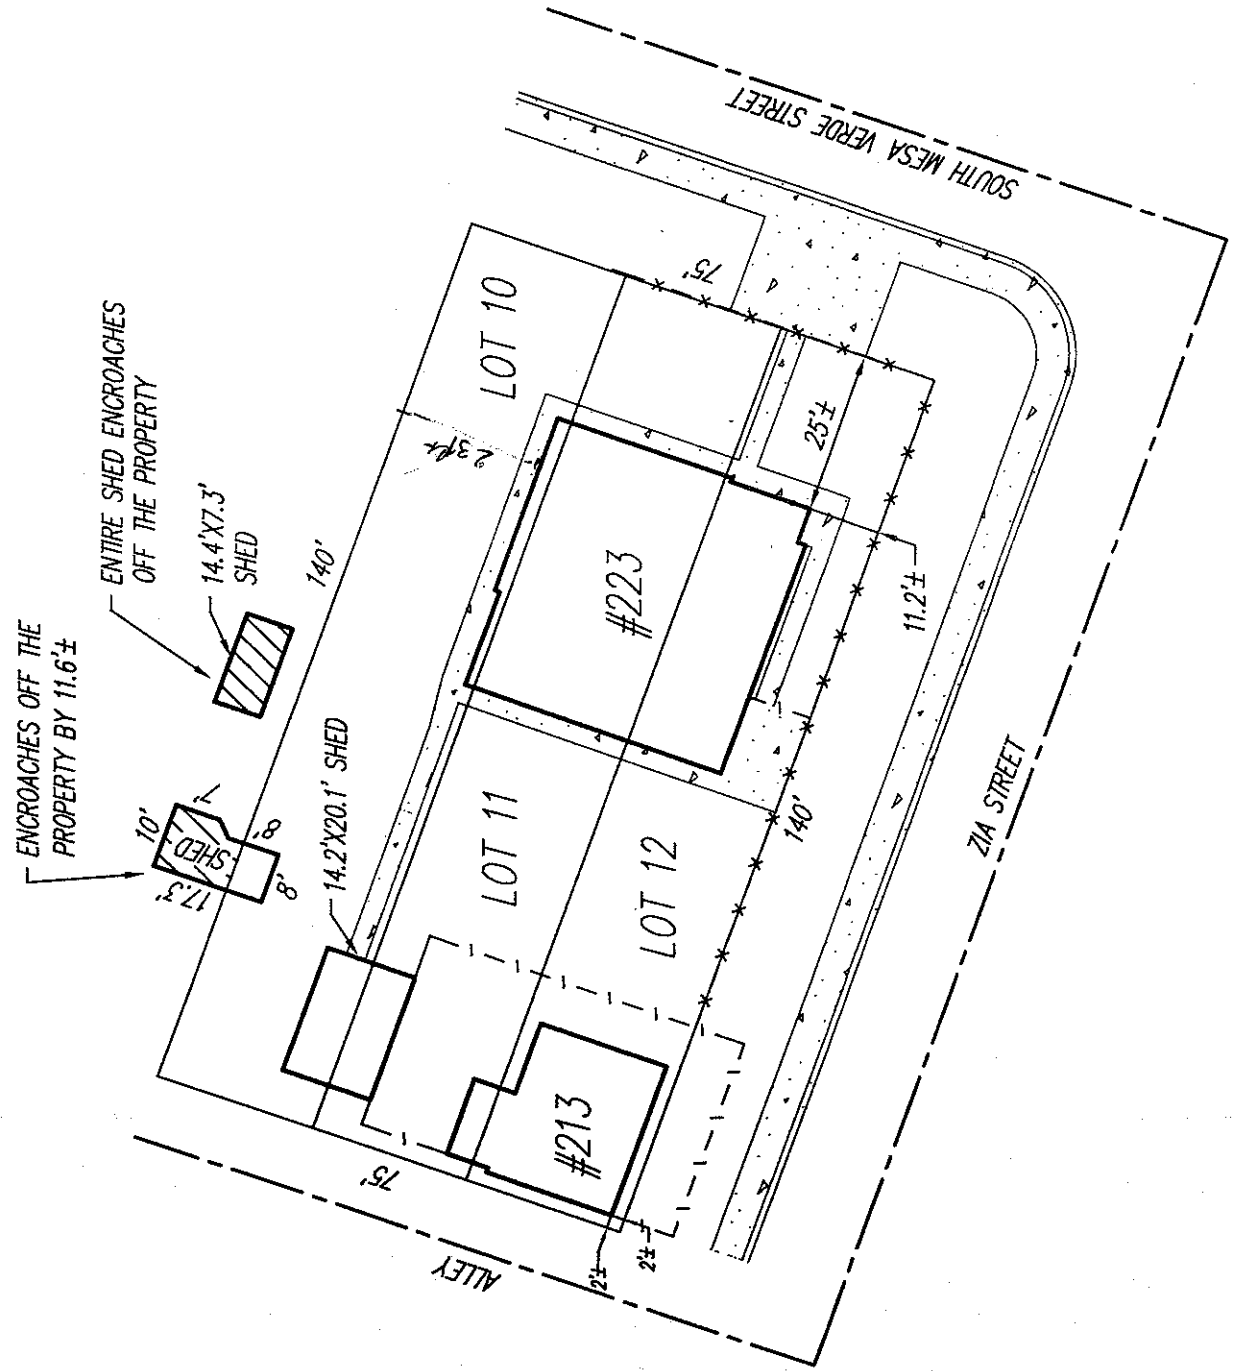 ENCROACHES OFF THE
PROPERTY BY 11.6'±
ENTIRE SHED ENCROACHES
OFF THE PROPERTY
14.4'X7.3'
SHED
10'
7'
SHED
17.3'
8'
8'
140'
14.2'X20.1' SHED
LOT 10
75'
SOUTH MESA VERDE STREET
#223
25'±
11.2'±
LOT 11
LOT 12
140'
ZIA STREET
#213
75'
ALLEY
2'±
2'±